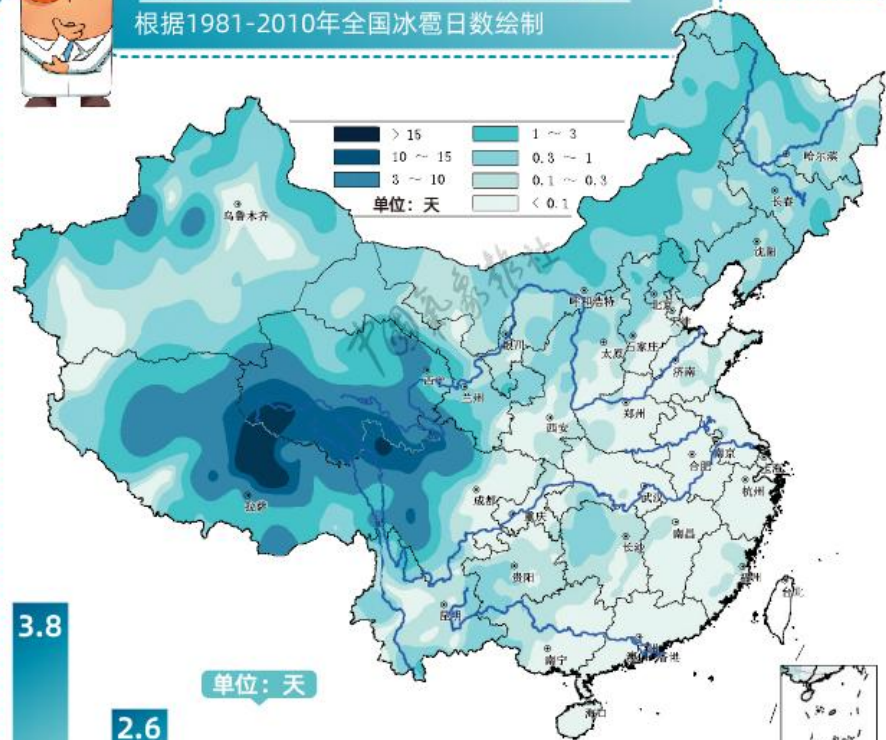 根据1981-2010年全国冰雹日数绘制
> 15
10 ～ 15
3 ～ 10
单位：天
1 ～ 3
0.3 ～ 1
0.1 ～ 0.3
< 0.1
哈尔滨
长春
乌鲁木齐
沈阳
中国气象报社
呼和浩特
北京
天津
银川
太原
石家庄
济南
西宁
兰州
郑州
西安
南京
合肥
上海
成都
武汉
杭州
拉萨
重庆
南昌
长沙
贵阳
福州
台北
昆明
南宁
香港
海口
3.8
单位：天
2.6